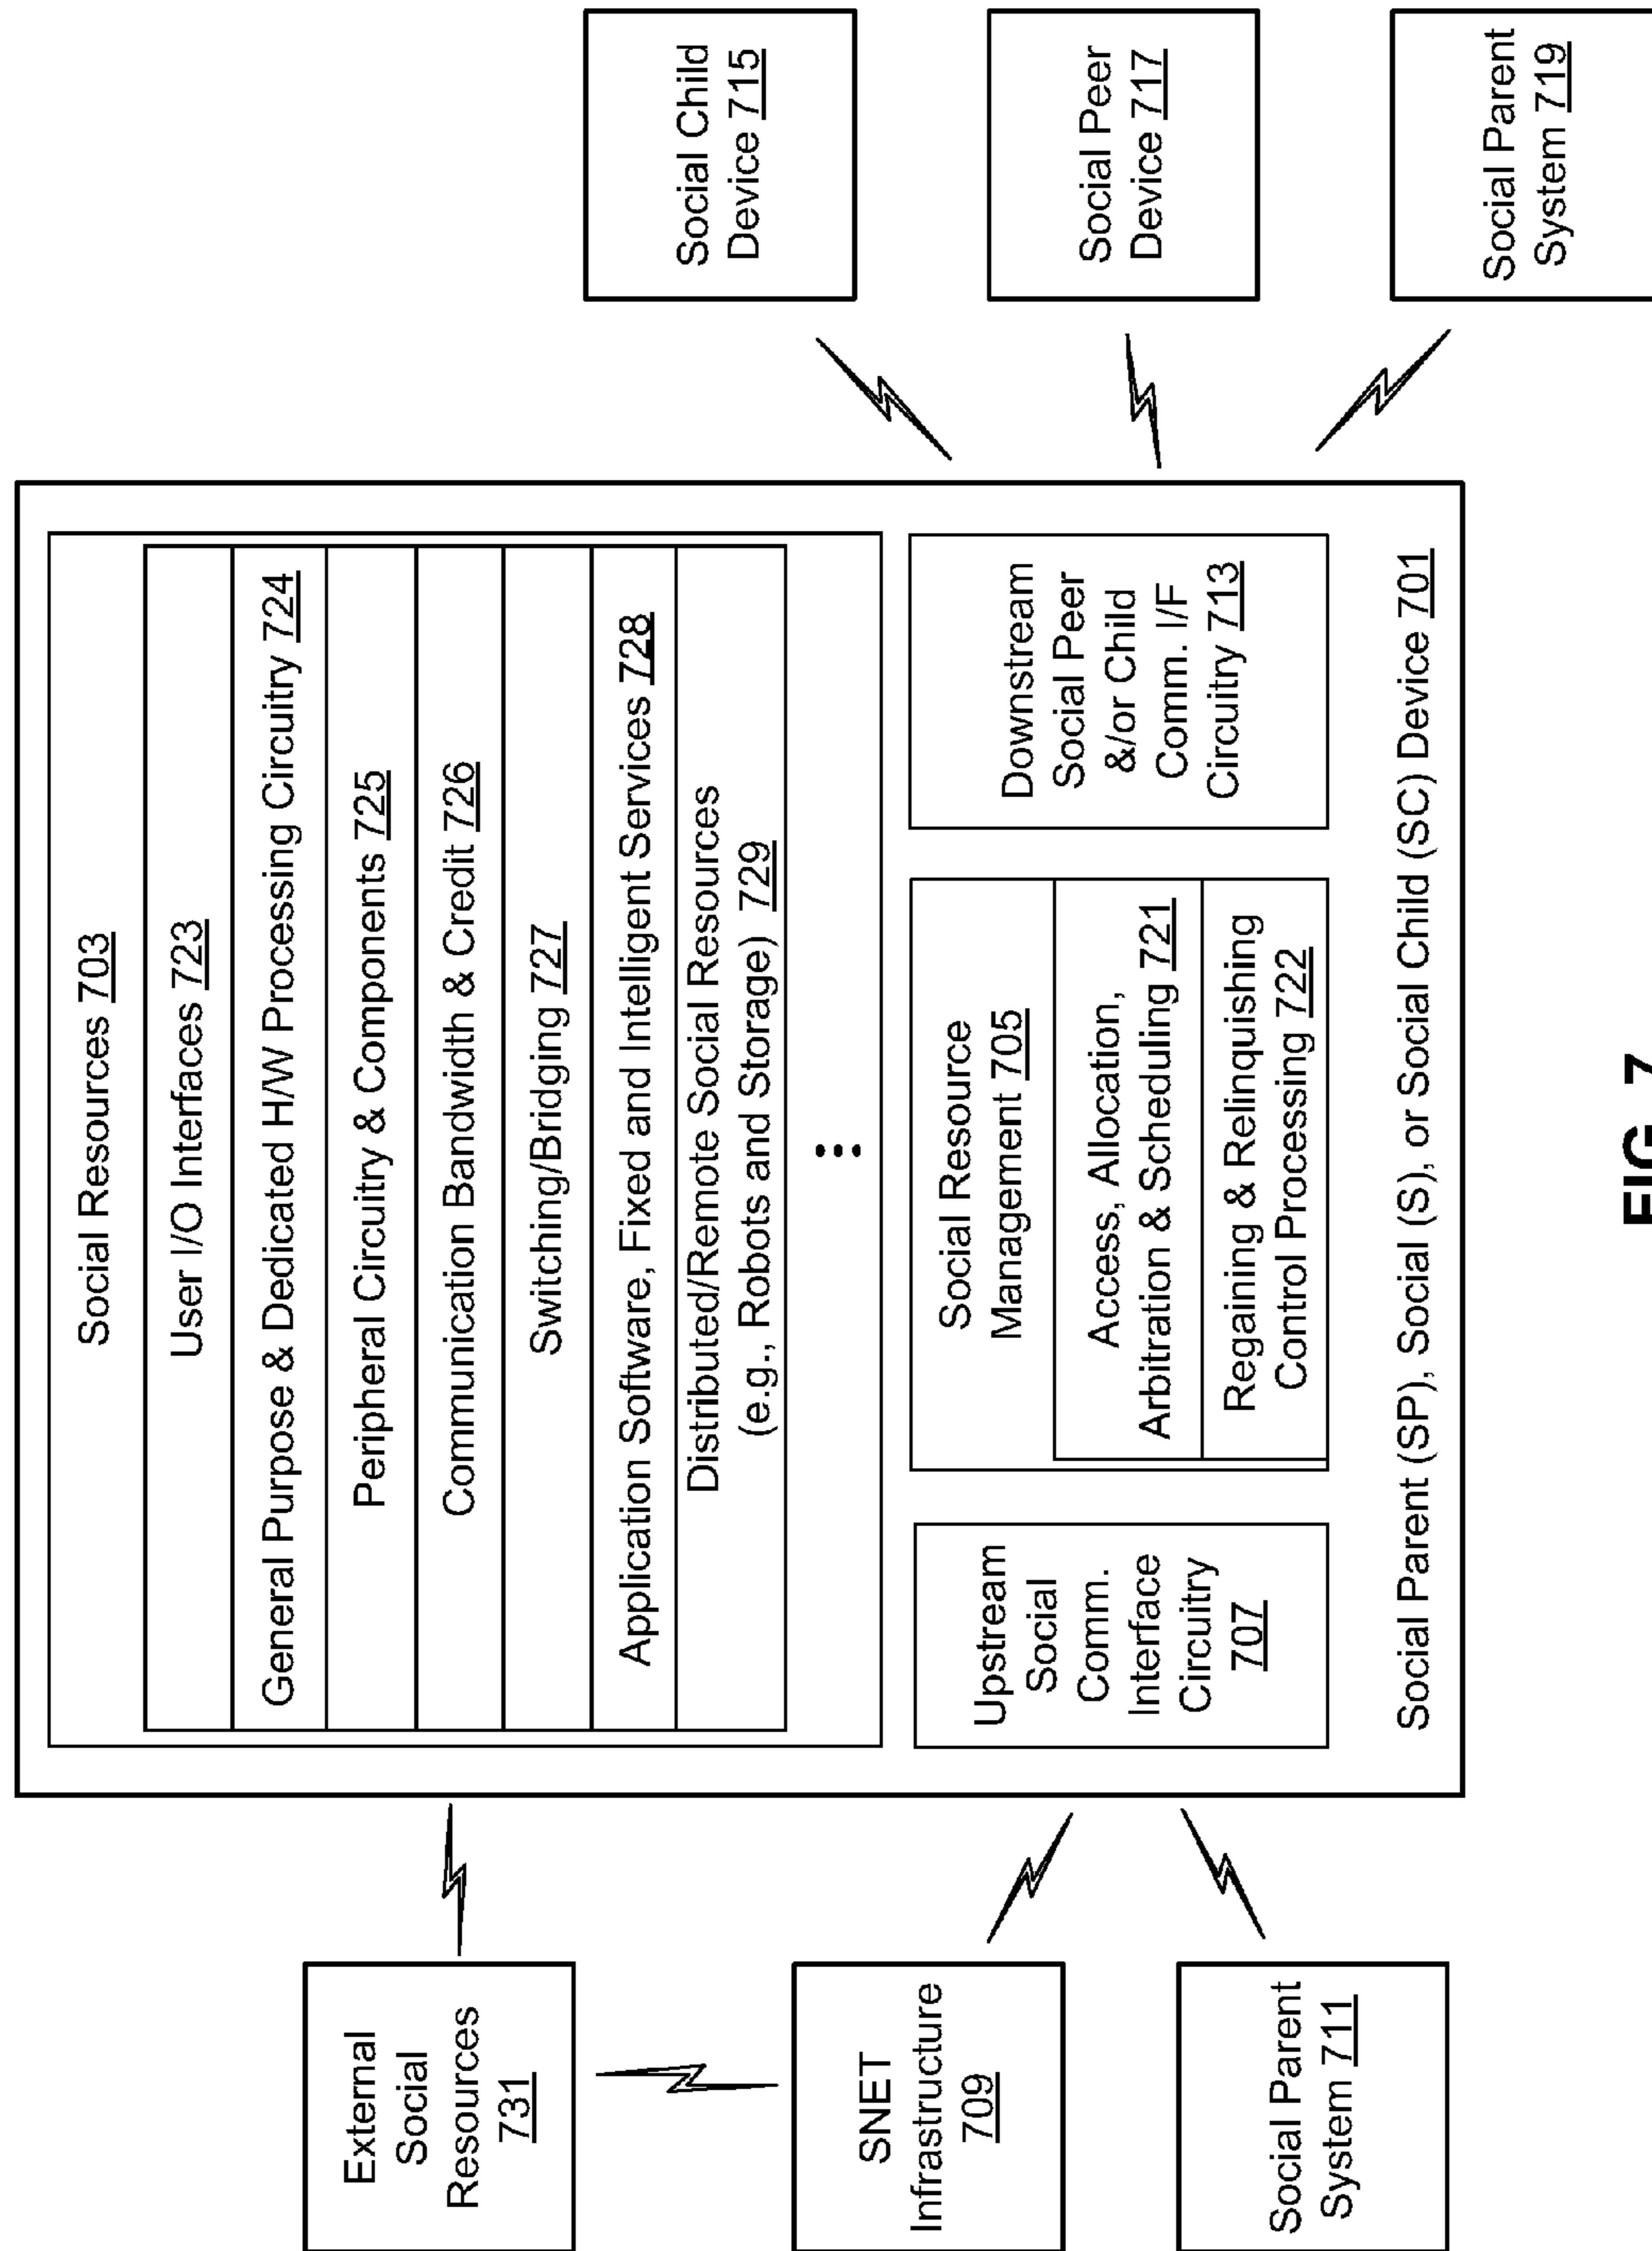 Social Resources 703
User I/O Interfaces 723
General Purpose & Dedicated H/W Processing Circuitry 724
Peripheral Circuitry & Components 725
Communication Bandwidth & Credit 726
Switching/Bridging 727
Application Software, Fixed and Intelligent Services 728
Distributed/Remote Social Resources
(e.g., Robots and Storage) 729
Upstream
Social
Comm.
Interface
Circuitry
707
Social Resource
Management 705
Access, Allocation,
Arbitration & Scheduling 721
Regaining & Relinquishing
Control Processing 722
Downstream
Social Peer
&/or Child
Comm. I/F
Circuitry 713
Social Parent (SP), Social (S), or Social Child (SC) Device 701
External
Social
Resources
731
SNET
Infrastructure
709
Social Parent
System 711
Social Child
Device 715
Social Peer
Device 717
Social Parent
System 719
FIG. 7